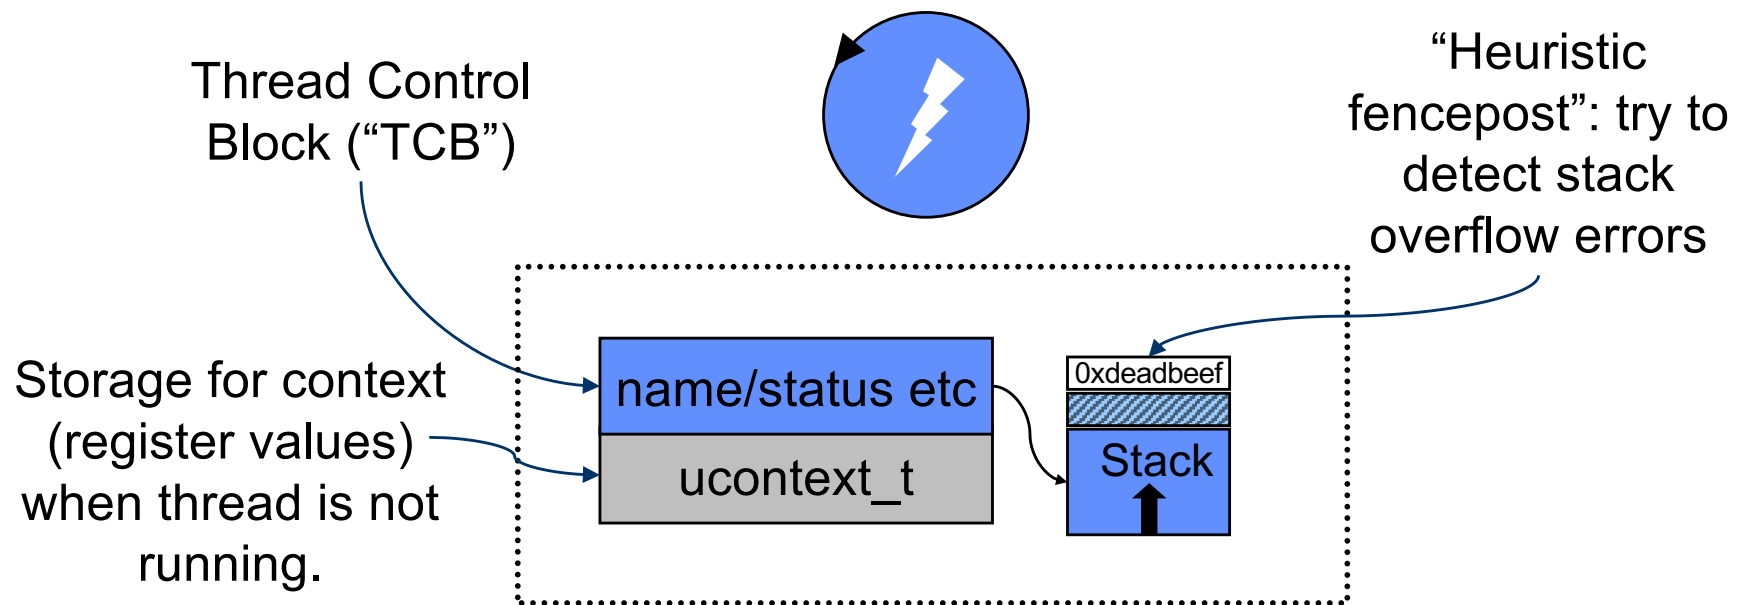 Thread Control
Block (“TCB”)
“Heuristic
fencepost”: try to
detect stack
overflow errors
Storage for context
(register values)
when thread is not
running.
name/status etc
ucontext_t
0xdeadbeef
Stack